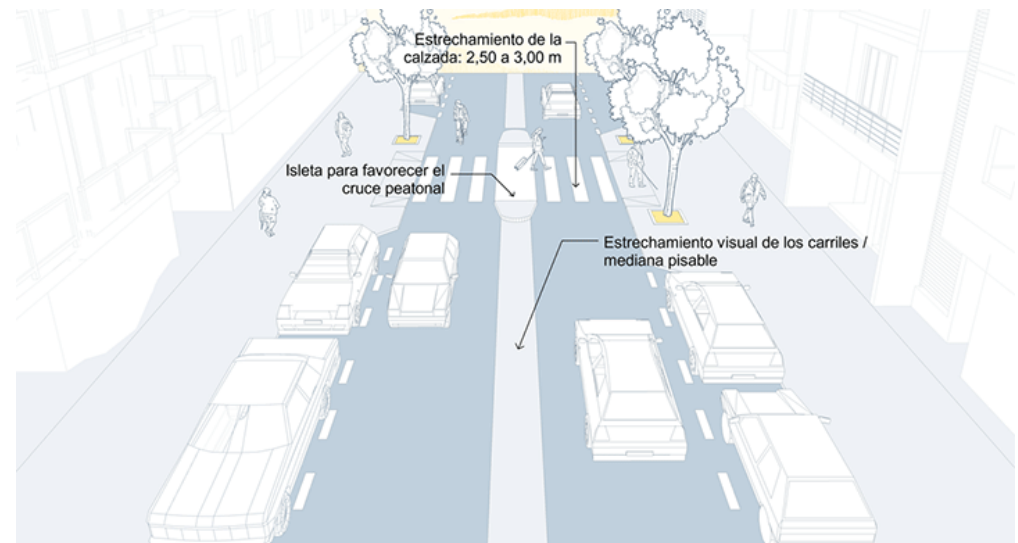 Estrechamiento de la
calzada: 2,50 a 3,00 m
Isleta para favorecer el
cruce peatonal
Estrechamiento visual de los carriles /
mediana pisable